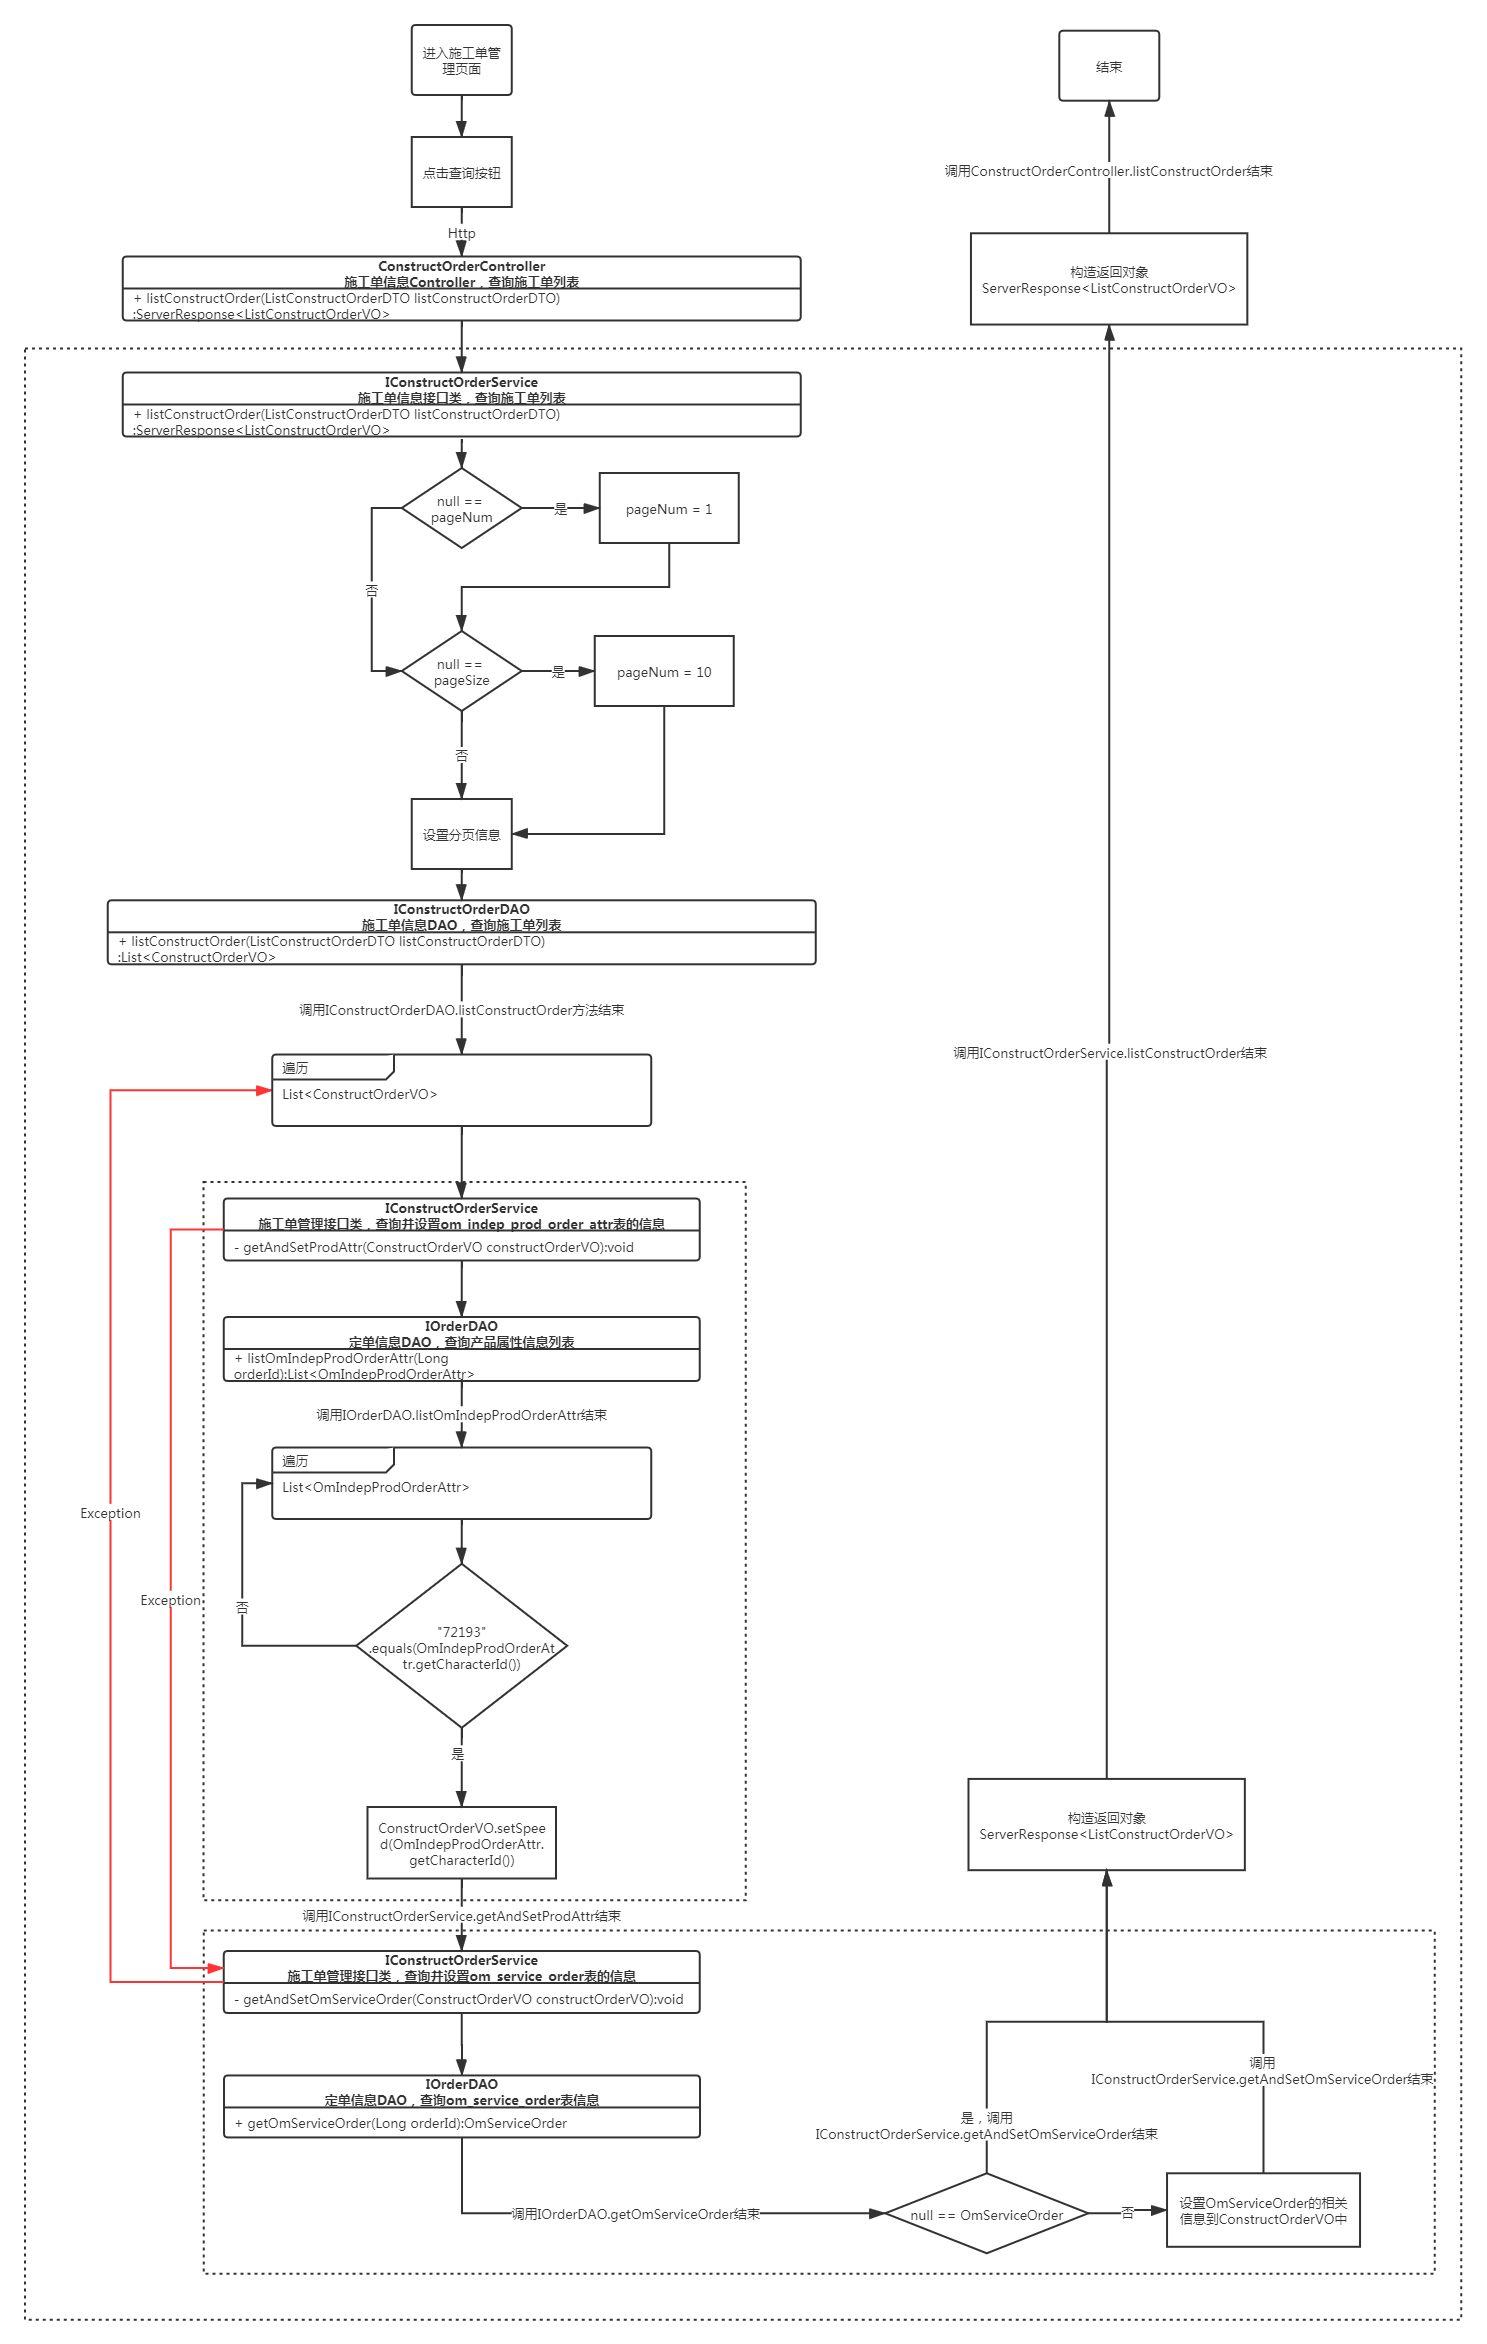 进入施工单管
理页面
点击查询按钮
Http
ConstructOrderController
施工单信息Controller，查询施工单列表
+ listConstructOrder(ListConstructOrderDTO listConstructOrderDTO)
:ServerResponse<ListConstructOrderVO>
IConstructOrderService
施工单信息接口类，查询施工单列表
+ listConstructOrder(ListConstructOrderDTO listConstructOrderDTO)
:ServerResponse<ListConstructOrderVO>
null ==
pageNum
是
pageNum = 1
否
null ==
pageSize
是
pageNum = 10
否
设置分页信息
IConstructOrderDAO
施工单信息DAO，查询施工单列表
+ listConstructOrder(ListConstructOrderDTO listConstructOrderDTO)
:List<ConstructOrderVO>
调用IConstructOrderDAO.listConstructOrder方法结束
遍历
List<ConstructOrderVO>
IConstructOrderService
施工单管理接口类，查询并设置om_indep_prod_order_attr表的信息
- getAndSetProdAttr(ConstructOrderVO constructOrderVO):void
IOrderDAO
定单信息DAO，查询产品属性信息列表
+ listOmIndepProdOrderAttr(Long
orderId):List<OmIndepProdOrderAttr>
调用IOrderDAO.listOmIndepProdOrderAttr结束
遍历
List<OmIndepProdOrderAttr>
Exception
Exception
否
"72193"
.equals(OmIndepProdOrderAt
tr.getCharacterId())
是
ConstructOrderVO.setSpee
d(OmIndepProdOrderAttr.
getCharacterId())
调用IConstructOrderService.getAndSetProdAttr结束
IConstructOrderService
施工单管理接口类，查询并设置om_service_order表的信息
- getAndSetOmServiceOrder(ConstructOrderVO constructOrderVO):void
IOrderDAO
定单信息DAO，查询om_service_order表信息
+ getOmServiceOrder(Long orderId):OmServiceOrder
调用IOrderDAO.getOmServiceOrder结束
null == OmServiceOrder
否
设置OmServiceOrder的相关
信息到ConstructOrderVO中
是，调用
IConstructOrderService.getAndSetOmServiceOrder结束
调用
IConstructOrderService.getAndSetOmServiceOrder结束
构造返回对象
ServerResponse<ListConstructOrderVO>
调用IConstructOrderService.listConstructOrder结束
构造返回对象
ServerResponse<ListConstructOrderVO>
调用ConstructOrderController.listConstructOrder结束
结束